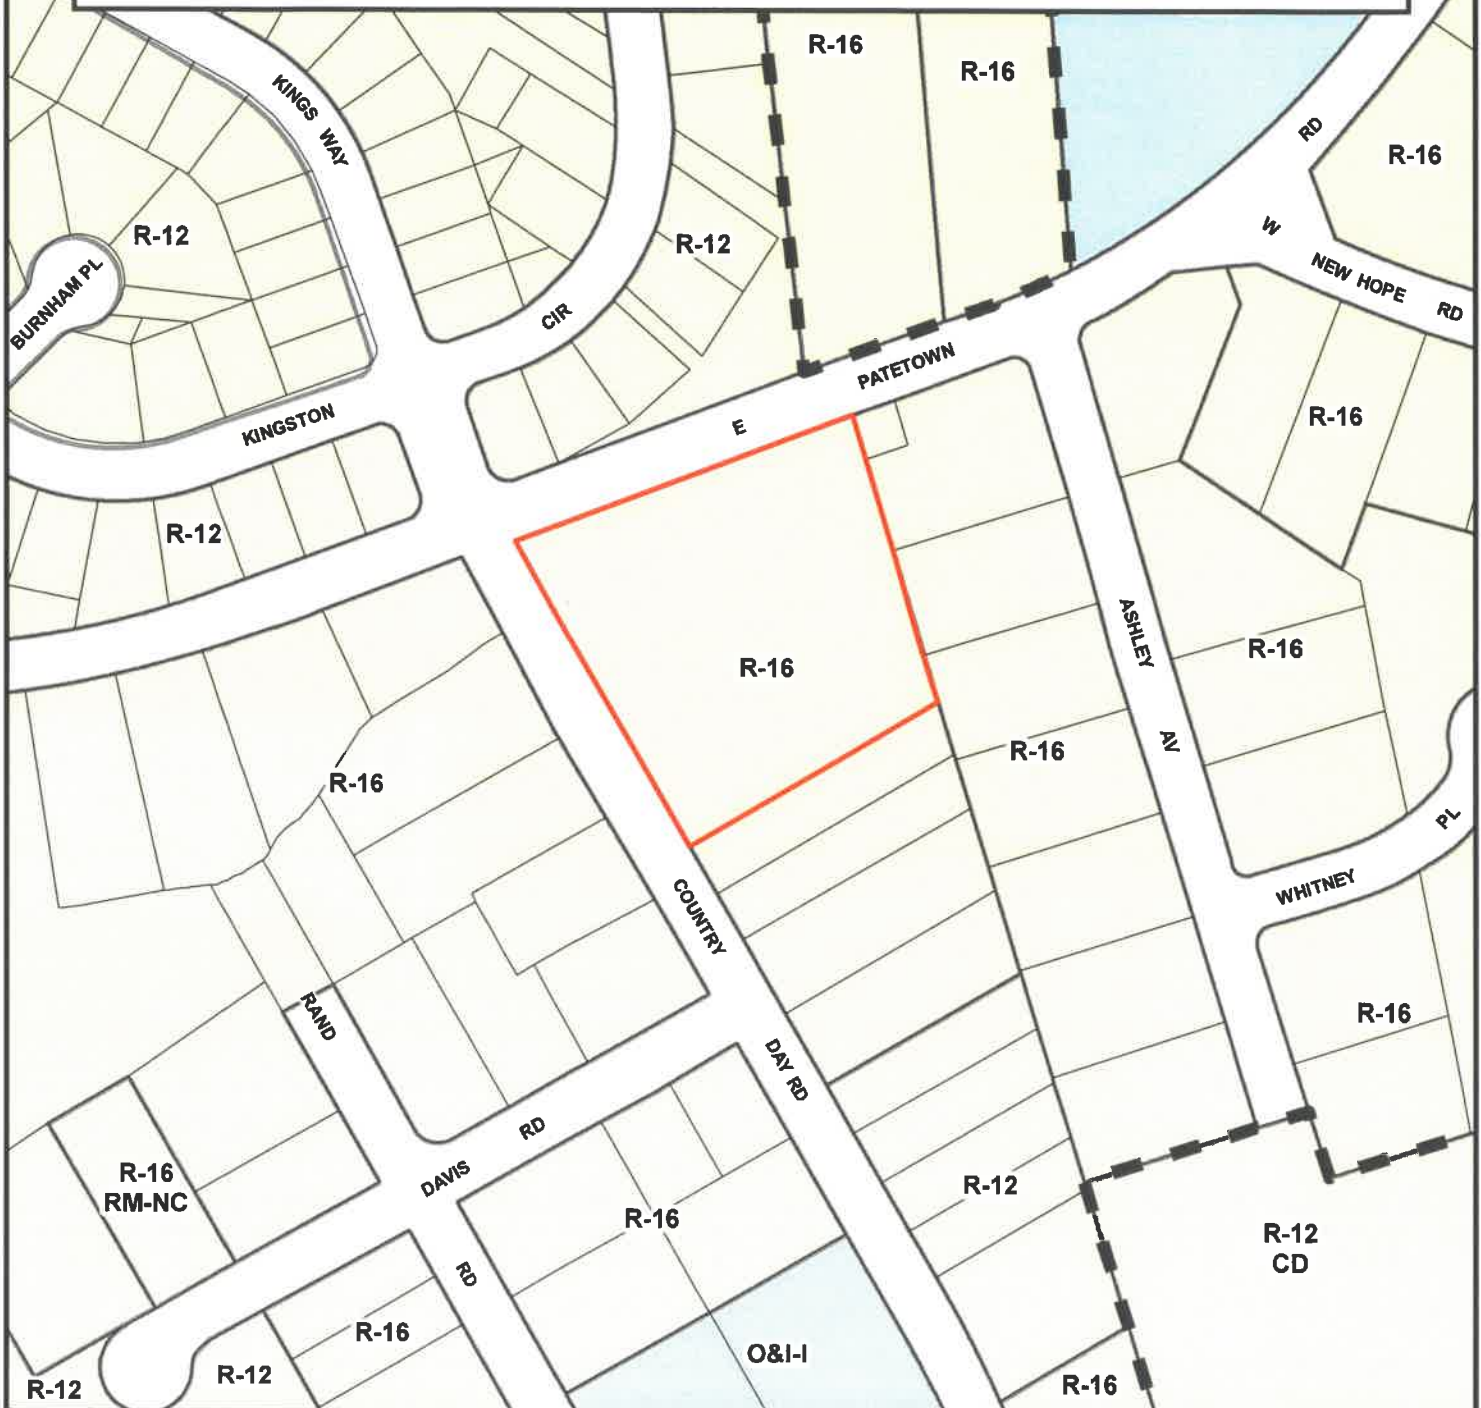 R-16
R-16
KINGS WAY
RD
R-16
R-12
R-12
W
NEW HOPE RD
BURNHAM PL
CIR
PATETOWN
E
KINGSTON
R-16
R-12
ASHLEY AV
R-16
R-16
R-16
R-16
PL
WHITNEY
COUNTRY DAY RD
RAND RD
R-16
DAVIS RD
R-16
RM-NC
R-12
R-16
R-12
CD
R-16
R-12
R-12
O&I-I
R-16